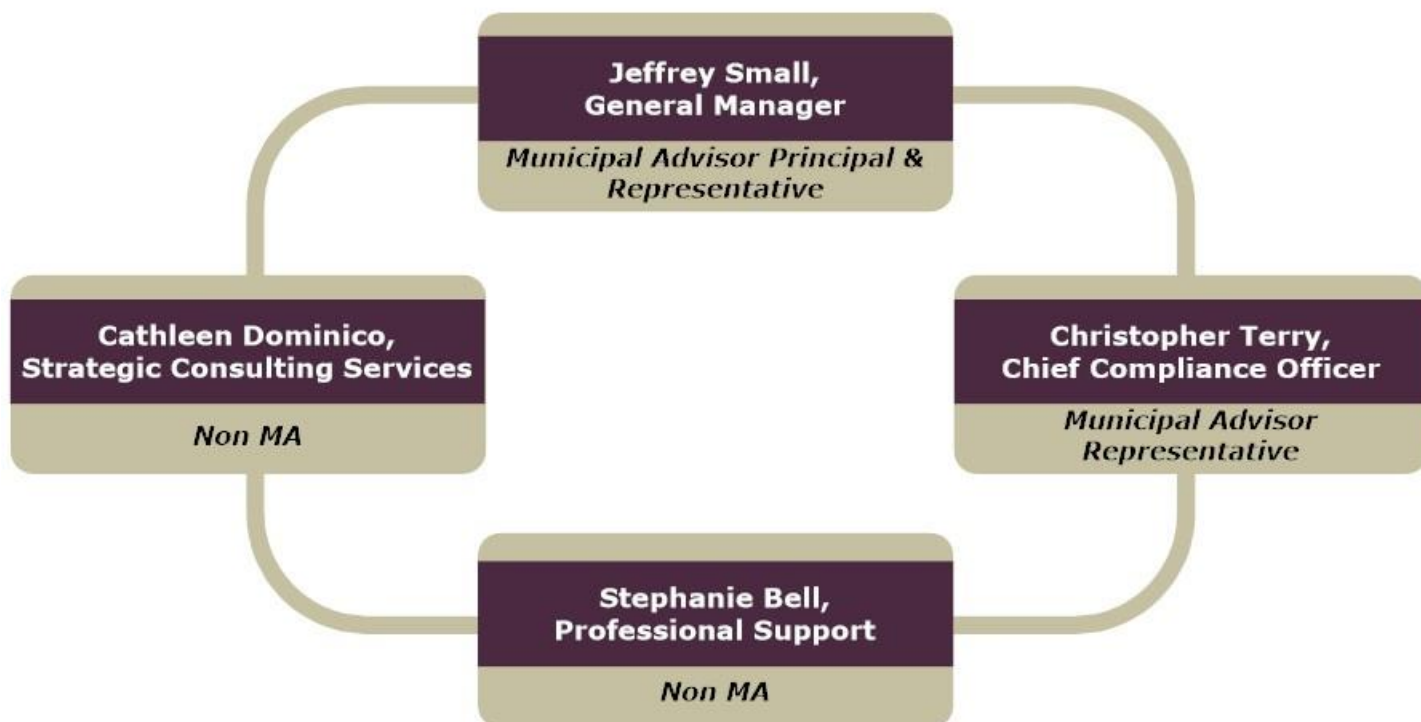 Jeffrey Small,
General Manager
Municipal Advisor Principal &
Representative
Cathleen Dominico,
Strategic Consulting Services
Non MA
Christopher Terry,
Chief Compliance Officer
Municipal Advisor
Representative
Stephanie Bell,
Professional Support
Non MA